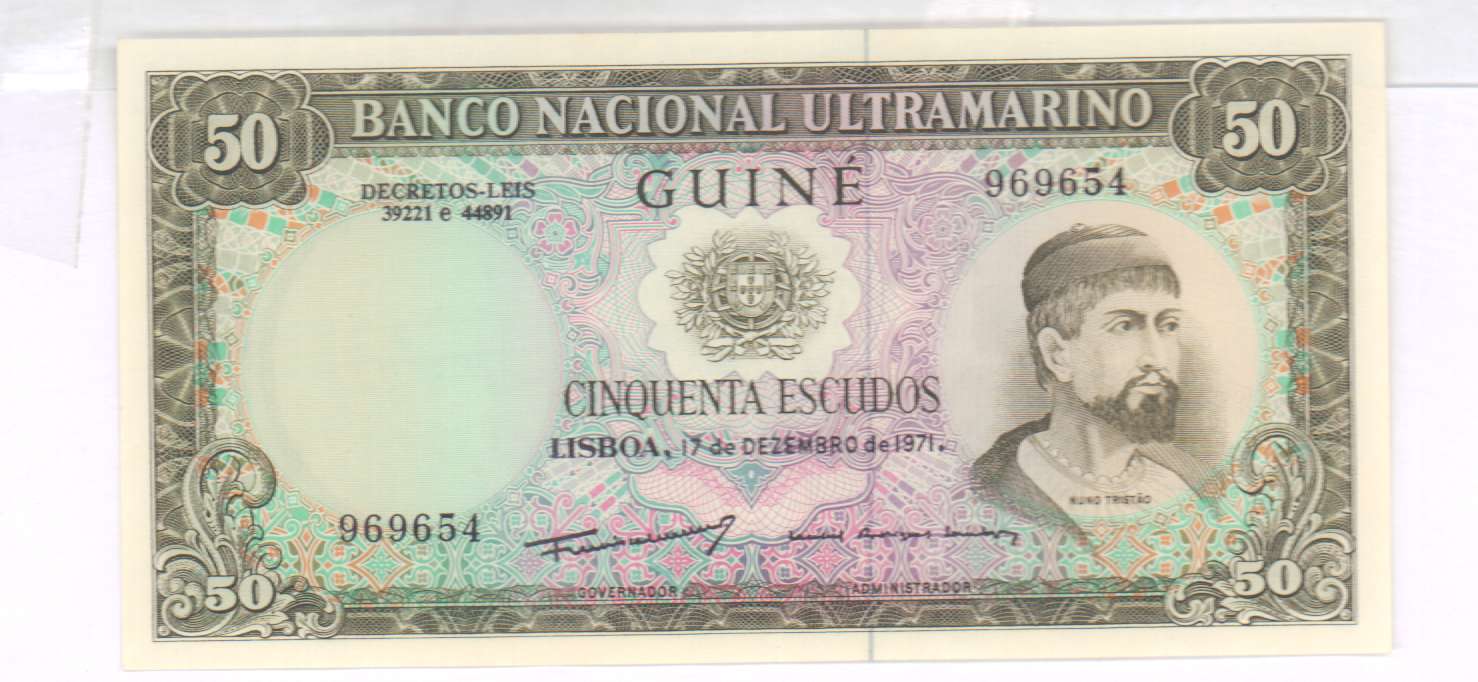 50 BANCO NACIONAL ULTRAMARINO 50
DECRETOS-LEIS
39221 e 44891
GUINÉ
969654
CINQUENTA ESCUDOS
LISBOA, 17 de DEZEMBRO de 1971.
NUNO TRISTÃO
969654
GOVERNADOR
ADMINISTRADOR
50
50